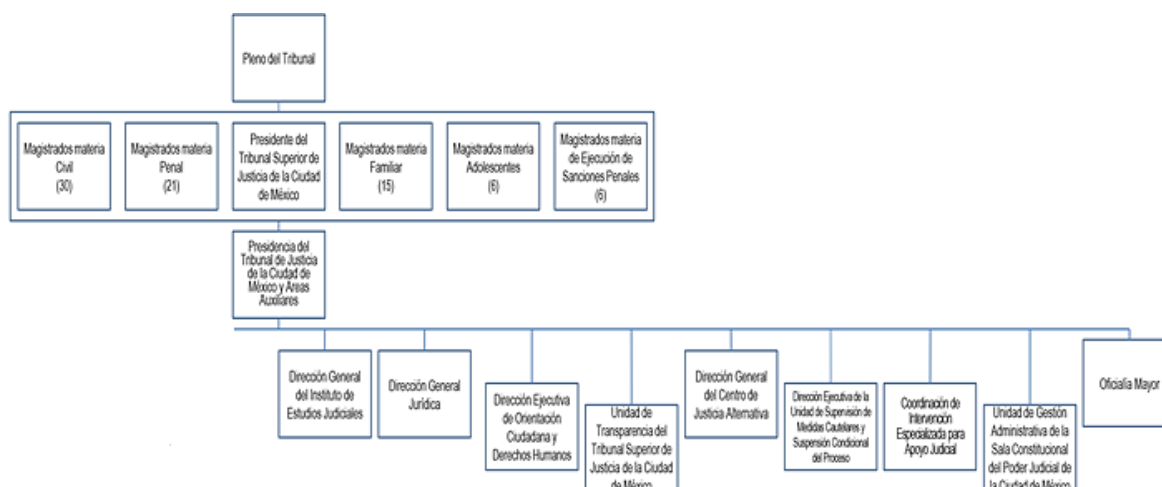 Pleno del Tribunal
Magistrados materia
Civil
(30)
Magistrados materia
Penal
(21)
Presidente del
Tribunal Superior de
Justicia de la Ciudad
de México
Magistrados materia
Familiar
(15)
Magistrados materia
Adolescentes
(6)
Magistrados materia
de Ejecución de
Sanciones Penales
(6)
Presidencia del
Tribunal de Justicia
de la Ciudad de
México y Áreas
Auxiliares
Dirección General
del Instituto de
Estudios Judiciales
Dirección General
Jurídica
Dirección Ejecutiva
de Orientación
Ciudadana y
Derechos Humanos
Unidad de
Transparencia del
Tribunal Superior de
Justicia de la Ciudad
de México
Dirección General
del Centro de
Justicia Alternativa
Dirección Ejecutiva de la
Unidad de Supervisión de
Medidas Cautelares y
Suspensión Condicional
del Proceso
Coordinación de
Intervención
Especializada para
Apoyo Judicial
Unidad de Gestión
Administrativa de la
Sala Constitucional
del Poder Judicial de
la Ciudad de México
Oficialía Mayor